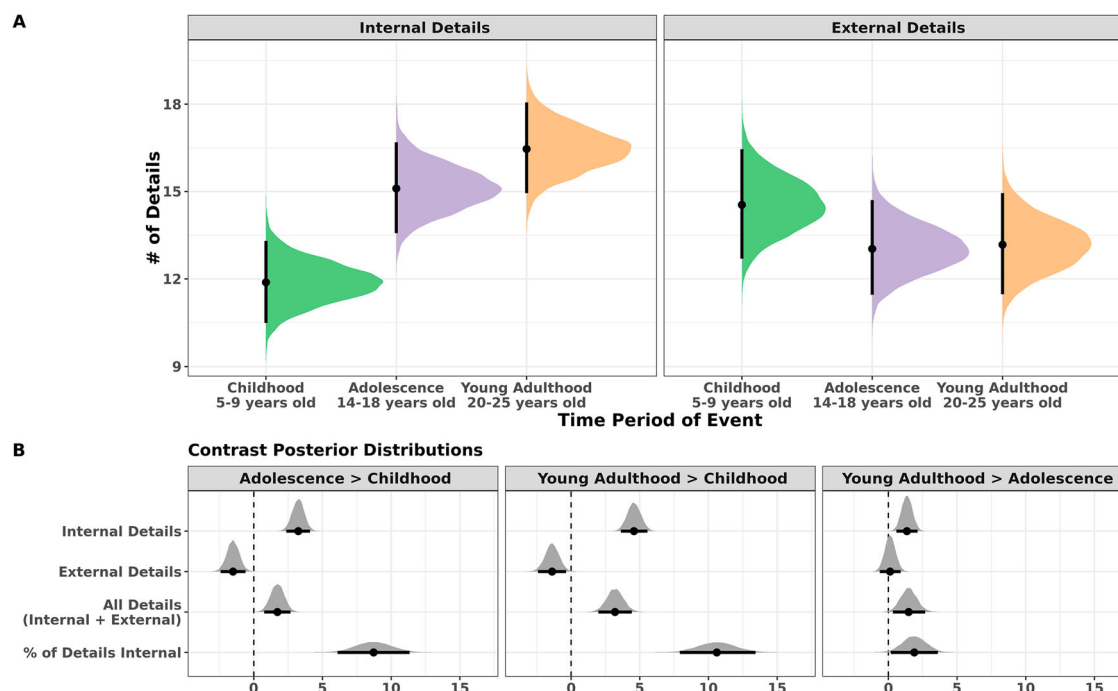 A
Internal Details
External Details
# of Details
18
15
12
9
Childhood
5-9 years old
Adolescence
14-18 years old
Young Adulthood
20-25 years old
Childhood
5-9 years old
Adolescence
14-18 years old
Young Adulthood
20-25 years old
Time Period of Event
B
Contrast Posterior Distributions
Adolescence > Childhood
Young Adulthood > Childhood
Young Adulthood > Adolescence
Internal Details
External Details
All Details
(Internal + External)
% of Details Internal
0 5 10 15
0 5 10 15
0 5 10 15